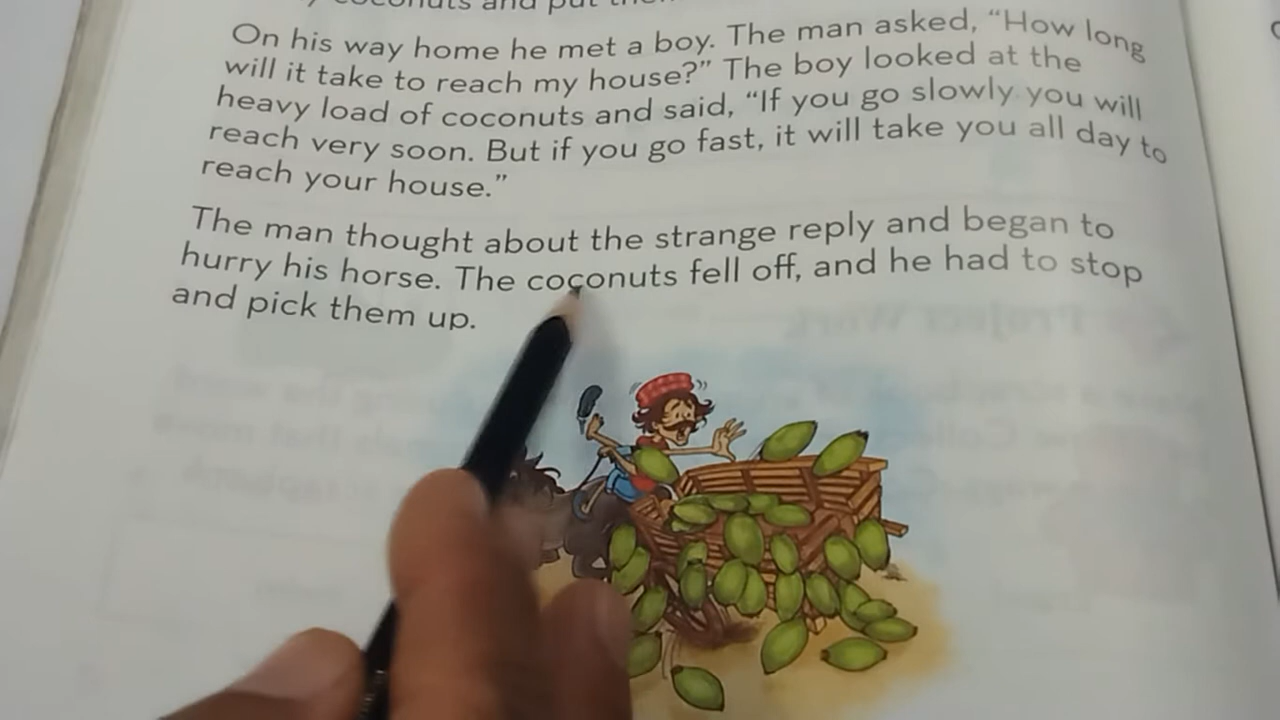 coconuts and put
On his way home he met a boy. The man asked, “How long
will it take to reach my house?” The boy looked at the
heavy load of coconuts and said, “If you go slowly you will
reach very soon. But if you go fast, it will take you all day to
reach your house.”
The man thought about the strange reply and began to
hurry his horse. The coconuts fell off, and he had to stop
and pick them up.